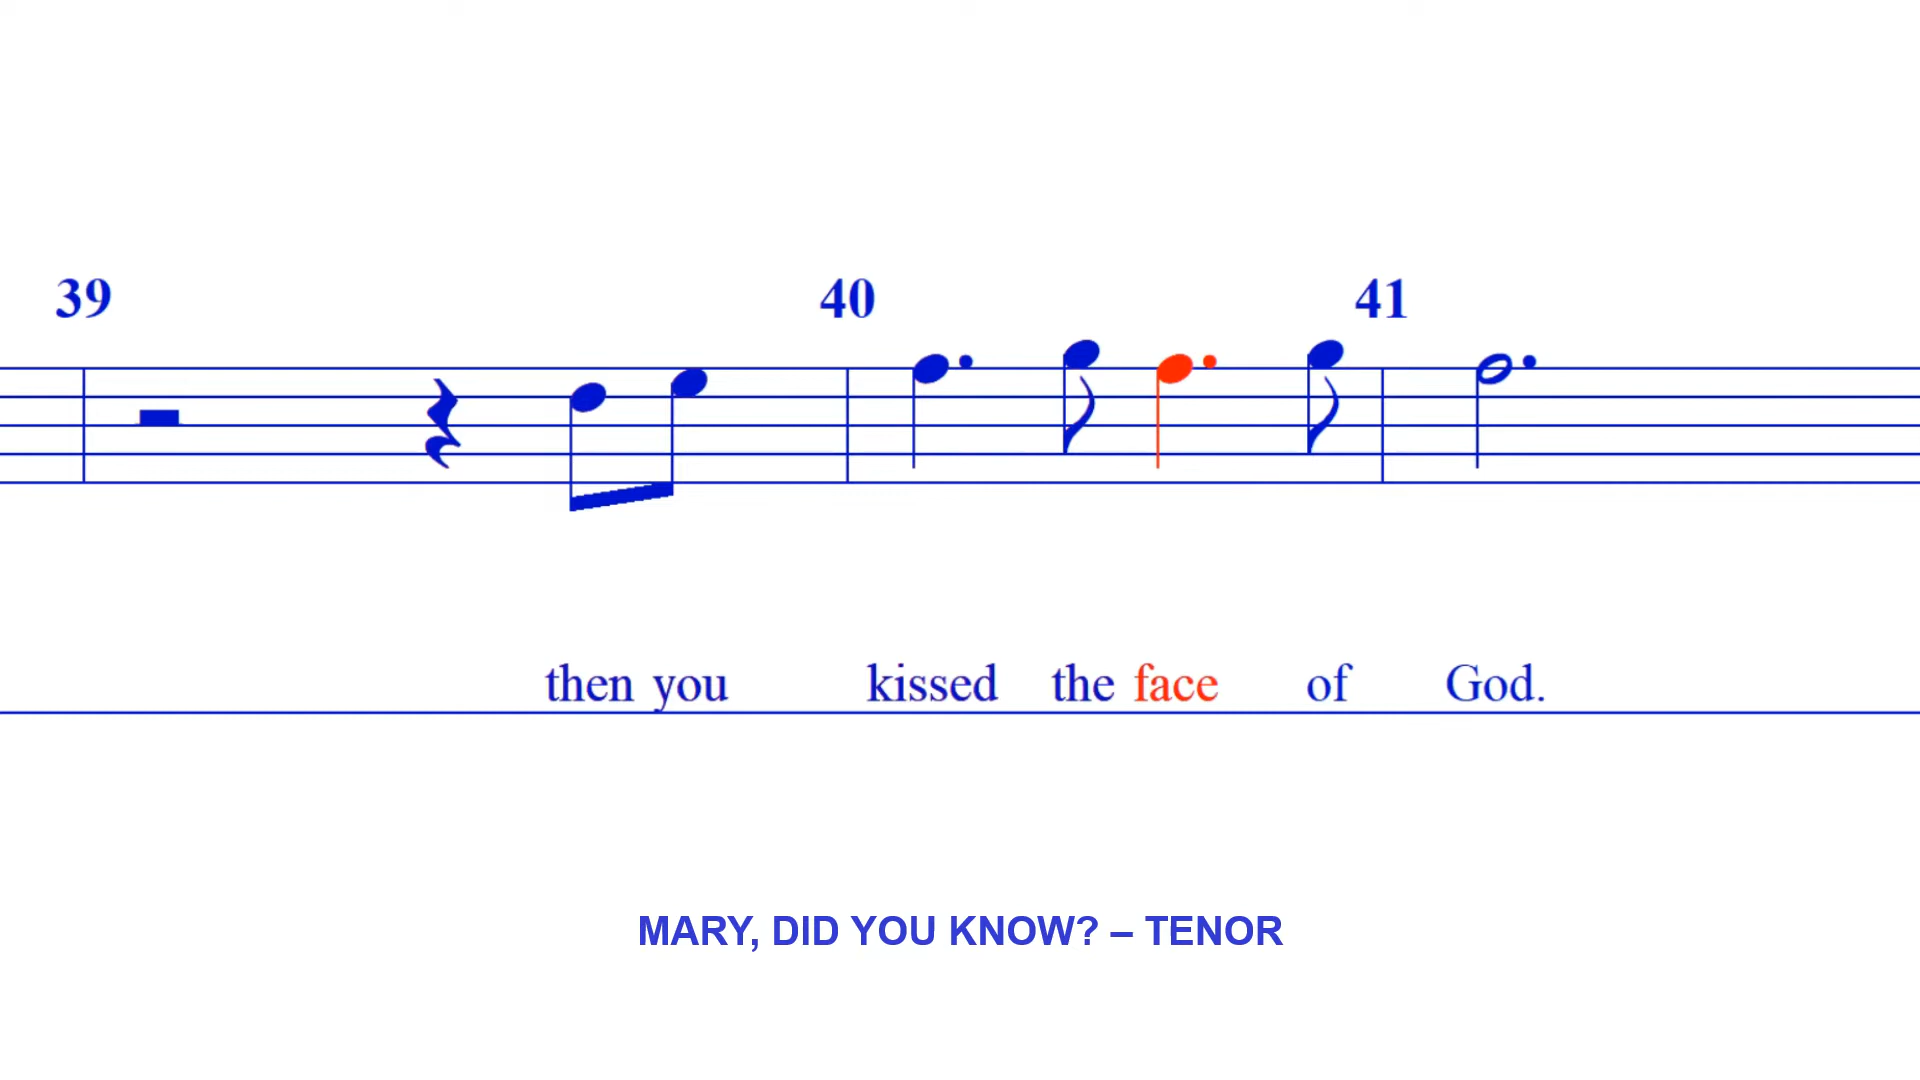 39 40 41
then you kissed the face of God.
MARY, DID YOU KNOW? – TENOR